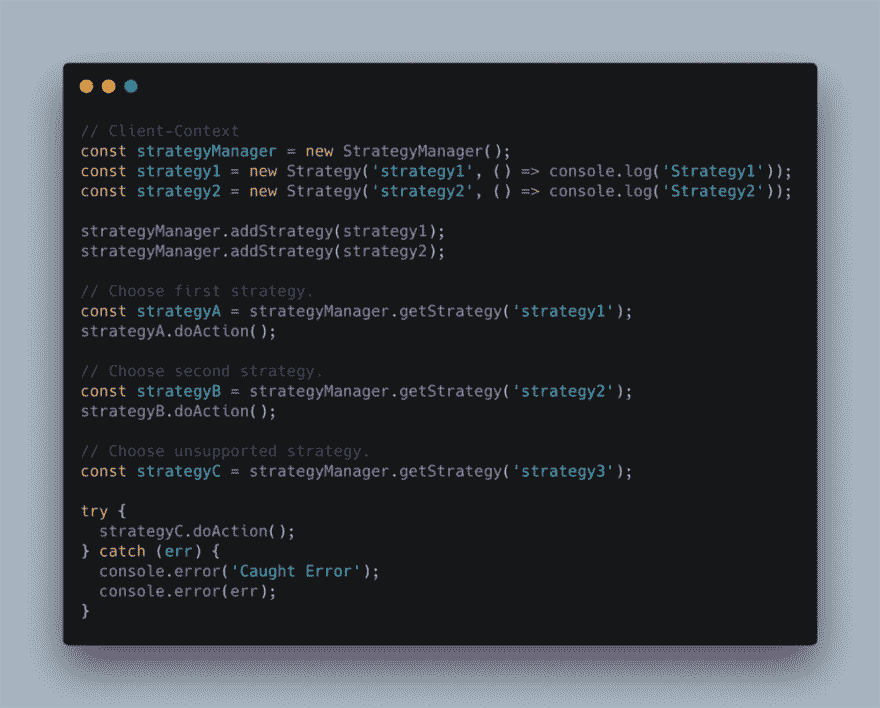 // Client-Context
const strategyManager = new StrategyManager();
const strategy1 = new Strategy('strategy1', () => console.log('Strategy1'));
const strategy2 = new Strategy('strategy2', () => console.log('Strategy2'));
strategyManager.addStrategy(strategy1);
strategyManager.addStrategy(strategy2);
// Choose first strategy.
const strategyA = strategyManager.getStrategy('strategy1');
strategyA.doAction();
// Choose second strategy.
const strategyB = strategyManager.getStrategy('strategy2');
strategyB.doAction();
// Choose unsupported strategy.
const strategyC = strategyManager.getStrategy('strategy3');
try {
  strategyC.doAction();
} catch (err) {
  console.error('Caught Error');
  console.error(err);
}